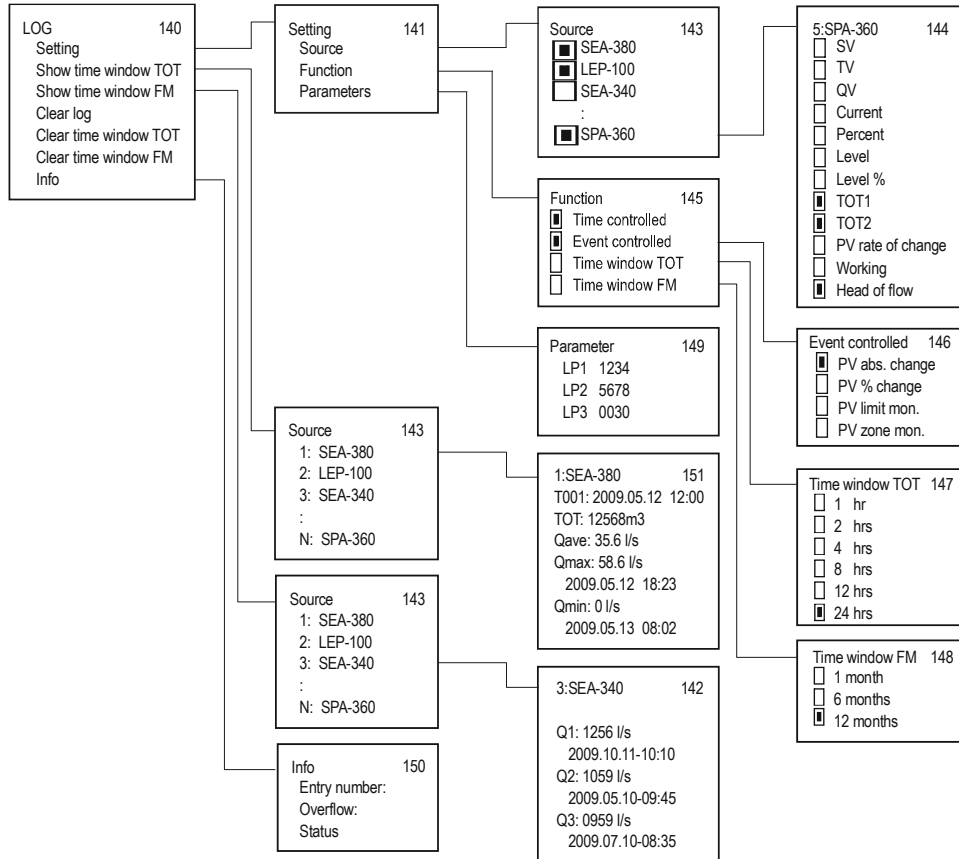 LOG 140
Setting
Show time window TOT
Show time window FM
Clear log
Clear time window TOT
Clear time window FM
Info
Setting 141
Source
Function
Parameters
Source 143
SEA-380
LEP-100
SEA-340
:
SPA-360
5:SPA-360 144
SV
TV
QV
Current
Percent
Level
Level %
TOT1
TOT2
PV rate of change
Working
Head of flow
Function 145
Time controlled
Event controlled
Time window TOT
Time window FM
Event controlled 146
PV abs. change
PV % change
PV limit mon.
PV zone mon.
Parameter 149
LP1 1234
LP2 5678
LP3 0030
Source 143
1: SEA-380
2: LEP-100
3: SEA-340
:
N: SPA-360
1:SEA-380 151
T001: 2009.05.12 12:00
TOT: 12568m3
Qave: 35.6 l/s
Qmax: 58.6 l/s
2009.05.12 18:23
Qmin: 0 l/s
2009.05.13 08:02
Time window TOT 147
1 hr
2 hrs
4 hrs
8 hrs
12 hrs
24 hrs
Source 143
1: SEA-380
2: LEP-100
3: SEA-340
:
N: SPA-360
3:SEA-340 142
Q1: 1256 l/s
2009.10.11-10:10
Q2: 1059 l/s
2009.05.10-09:45
Q3: 0959 l/s
2009.07.10-08:35
Time window FM 148
1 month
6 months
12 months
Info 150
Entry number:
Overflow:
Status